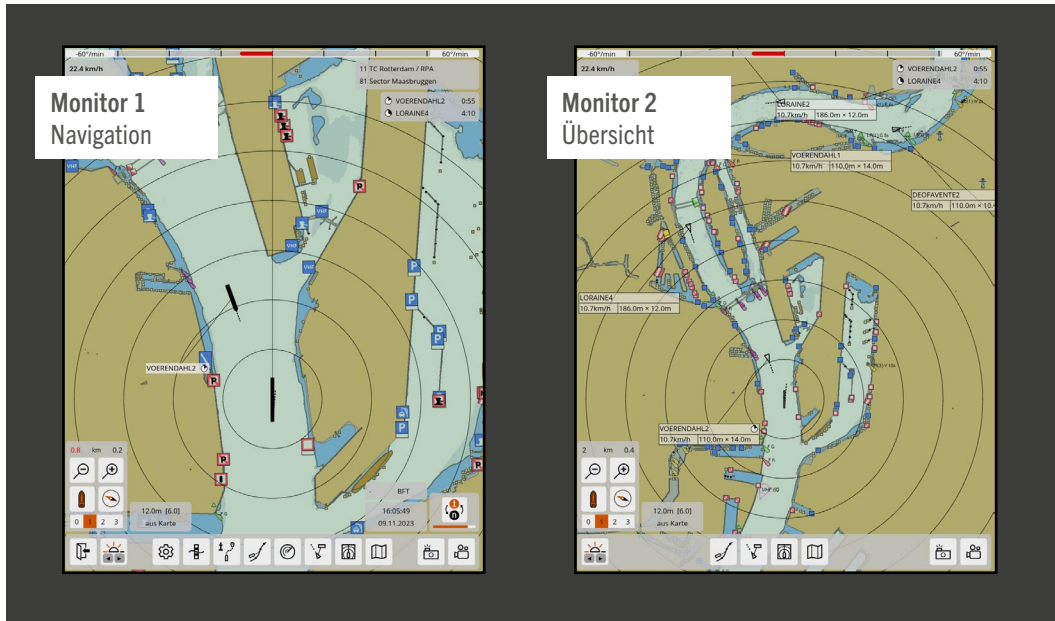 -60°/min
60°/min
22.4 km/h
11 TC Rotterdam / RPA
81 Sector Maasbruggen
VOERENDAHL2 0:55
LORAINE4 4:10
Monitor 1
Navigation
VHF
VHF
VHF
VHF
P
P
P
P
P
VOERENDAHL2
0.8 km 0.2
0 1 2 3
12.0m [6.0]
aus Karte
BFT
16:05:49
09.11.2023
-60°/min
60°/min
22.4 km/h
VOERENDAHL2 0:55
LORAINE4 4:10
Monitor 2
Übersicht
LORAINE2
10.7km/h 186.0m × 12.0m
VOERENDAHL1
10.7km/h 110.0m × 14.0m
DEOFAVENTE2
10.7km/h 110.0m × 10.
LORAINE4
10.7km/h 186.0m × 12.0m
VOERENDAHL2
10.7km/h 110.0m × 14.0m
2 km 0.4
0 1 2 3
12.0m [6.0]
aus Karte